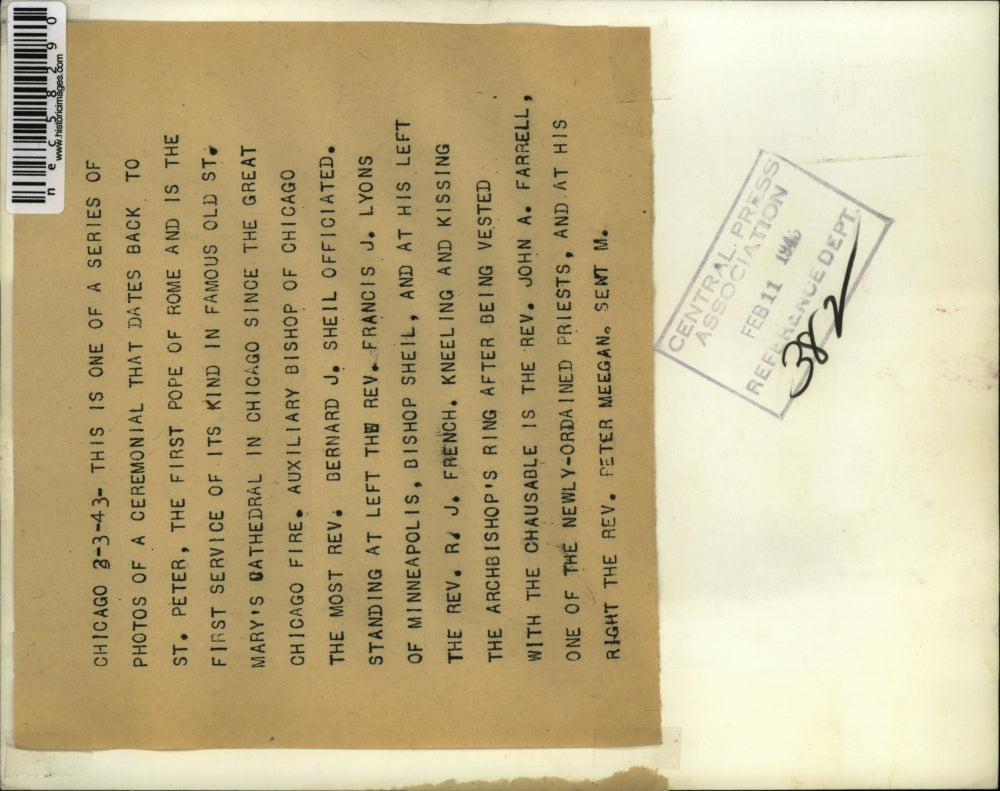 nec58290
www.historicimages.com
CHICAGO 2-3-43- THIS IS ONE OF A SERIES OF
PHOTOS OF A CEREMONIAL THAT DATES BACK TO
ST. PETER, THE FIRST POPE OF ROME AND IS THE
FIRST SERVICE OF ITS KIND IN FAMOUS OLD ST.
MARY'S CATHEDRAL IN CHICAGO SINCE THE GREAT
CHICAGO FIRE. AUXILIARY BISHOP OF CHICAGO
THE MOST REV. BERNARD J. SHEIL OFFICIATED.
STANDING AT LEFT THE REV. FRANCIS J. LYONS
OF MINNEAPOLIS, BISHOP SHEIL, AND AT HIS LEFT
THE REV. R. J. FRENCH. KNEELING AND KISSING
THE ARCHBISHOP'S RING AFTER BEING VESTED
WITH THE CHAUSABLE IS THE REV. JOHN A. FARRELL,
ONE OF THE NEWLY-ORDAINED PRIESTS, AND AT HIS
RIGHT THE REV. PETER MEEGAN. SENT M.
CENTRAL PRESS
ASSOCIATION
FEB 11
REFERENCE DEPT.
382